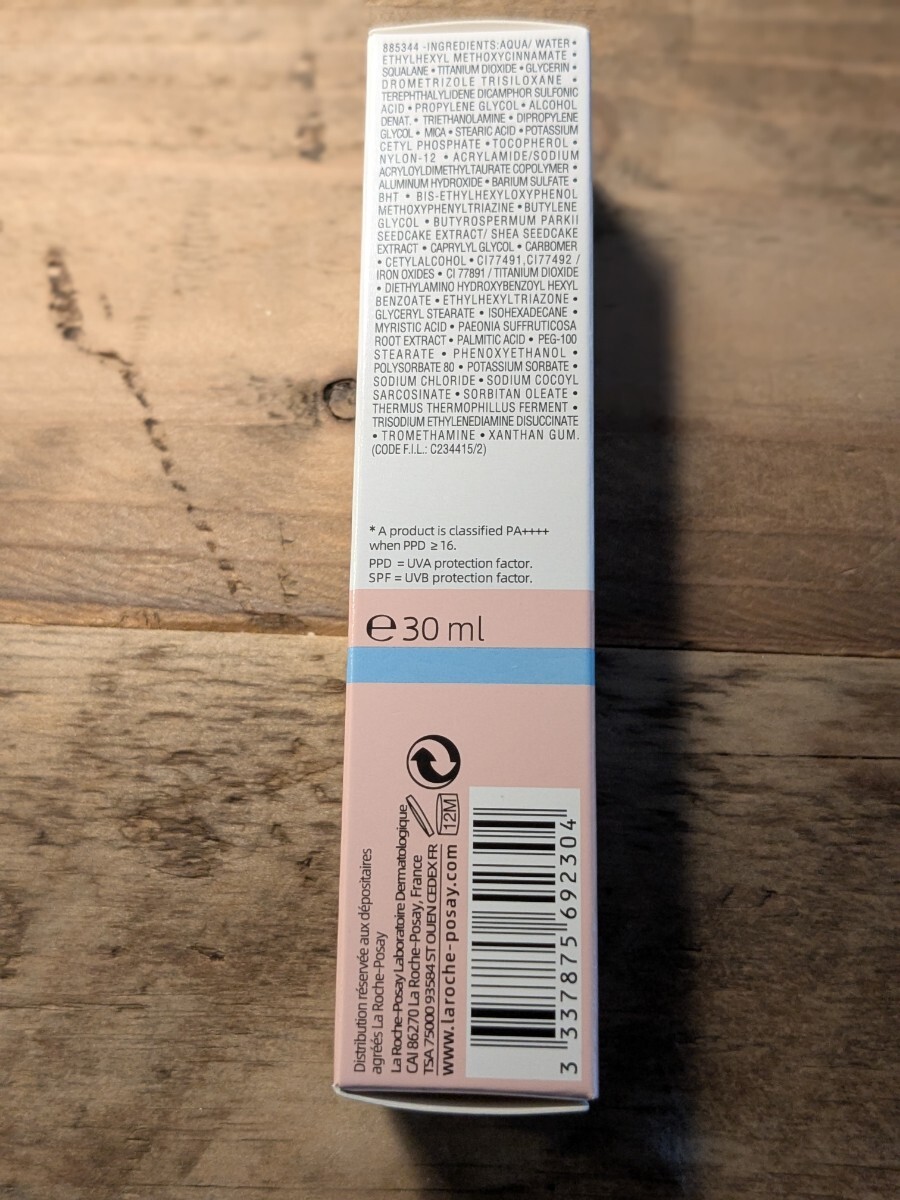 885344 - INGREDIENTS: AQUA/ WATER •
ETHYLHEXYL METHOXYCINNAMATE •
SQUALANE • TITANIUM DIOXIDE • GLYCERIN •
DROMETRIZOLE TRISILOXANE •
TEREPHTHALYLIDENE DICAMPHOR SULFONIC
ACID • PROPYLENE GLYCOL • ALCOHOL
DENAT. • TRIETHANOLAMINE • DIPROPYLENE
GLYCOL • MICA • STEARIC ACID • POTASSIUM
CETYL PHOSPHATE • TOCOPHEROL •
NYLON-12 • ACRYLAMIDE/SODIUM
ACRYLOYLDIMETHYLTAURATE COPOLYMER •
ALUMINUM HYDROXIDE • BARIUM SULFATE •
BHT • BIS-ETHYLHEXYLOXYPHENOL
METHOXYPHENYLTRIAZINE • BUTYLENE
GLYCOL • BUTYROSPERMUM PARKII
SEEDCAKE EXTRACT/ SHEA SEEDCAKE
EXTRACT • CAPRYLYL GLYCOL • CARBOMER
• CETYLALCOHOL • CI77491,CI77492 /
IRON OXIDES • CI 77891 / TITANIUM DIOXIDE
• DIETHYLAMINO HYDROXYBENZOYL HEXYL
BENZOATE • ETHYLHEXYLTRIAZONE •
GLYCERYL STEARATE • ISOHEXADECANE •
MYRISTIC ACID • PAEONIA SUFFRUTICOSA
ROOT EXTRACT • PALMITIC ACID • PEG-100
STEARATE • PHENOXYETHANOL •
POLYSORBATE 80 • POTASSIUM SORBATE •
SODIUM CHLORIDE • SODIUM COCOYL
SARCOSINATE • SORBITAN OLEATE •
THERMUS THERMOPHILLUS FERMENT •
TRISODIUM ETHYLENEDIAMINE DISUCCINATE
• TROMETHAMINE • XANTHAN GUM.
(CODE F.I.L.: C234415/2)
* A product is classified PA++++
when PPD ≥ 16.
PPD = UVA protection factor.
SPF = UVB protection factor.
℮ 30 ml
12M
Distribution réservée aux dépositaires
agréés La Roche-Posay
La Roche-Posay Laboratoire Dermatologique
CAI 86270 La Roche-Posay, France
TSA 75000 93584 ST OUEN CEDEX FR
www.laroche-posay.com
3 337875 692304